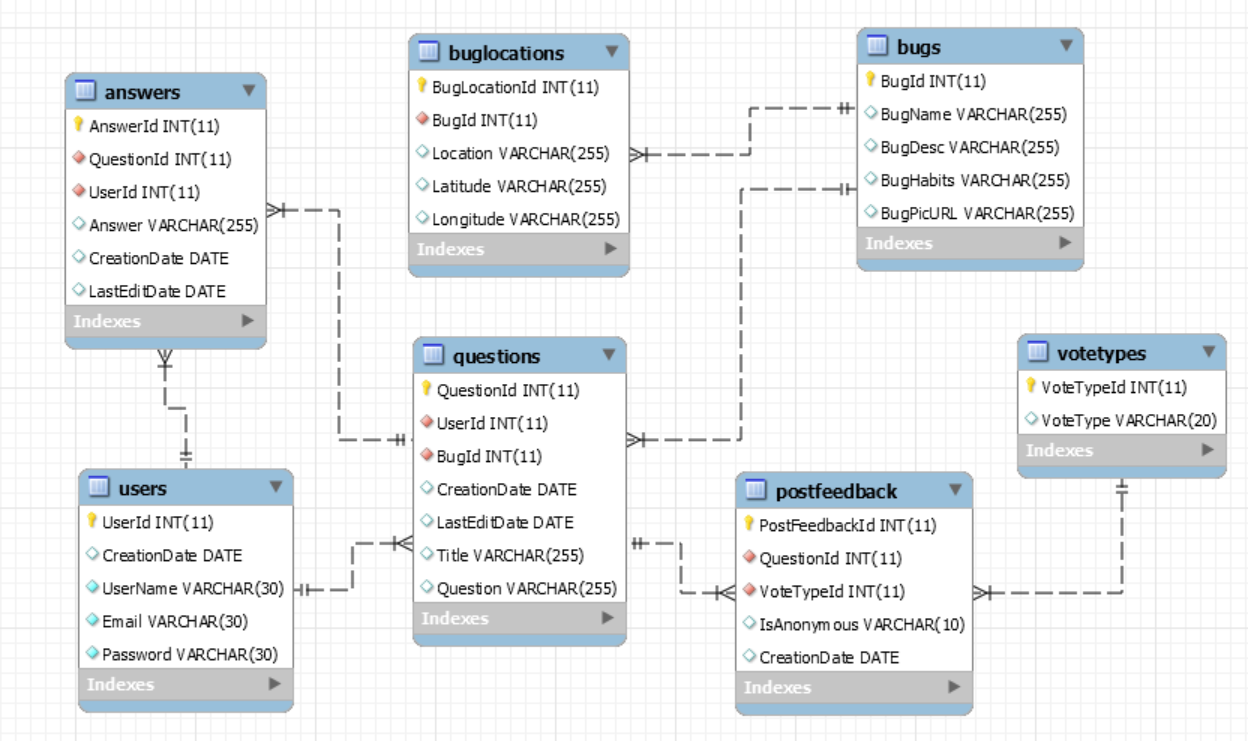 answers
AnswerId INT(11)
QuestionId INT(11)
UserId INT(11)
Answer VARCHAR(255)
CreationDate DATE
LastEditDate DATE
Indexes
buglocations
BugLocationId INT(11)
BugId INT(11)
Location VARCHAR(255)
Latitude VARCHAR(255)
Longitude VARCHAR(255)
Indexes
bugs
BugId INT(11)
BugName VARCHAR(255)
BugDesc VARCHAR(255)
BugHabits VARCHAR(255)
BugPicURL VARCHAR(255)
Indexes
users
UserId INT(11)
CreationDate DATE
UserName VARCHAR(30)
Email VARCHAR(30)
Password VARCHAR(30)
Indexes
questions
QuestionId INT(11)
UserId INT(11)
BugId INT(11)
CreationDate DATE
LastEditDate DATE
Title VARCHAR(255)
Question VARCHAR(255)
Indexes
postfeedback
PostFeedbackId INT(11)
QuestionId INT(11)
VoteTypeId INT(11)
IsAnonymous VARCHAR(10)
CreationDate DATE
Indexes
votetypes
VoteTypeId INT(11)
VoteType VARCHAR(20)
Indexes